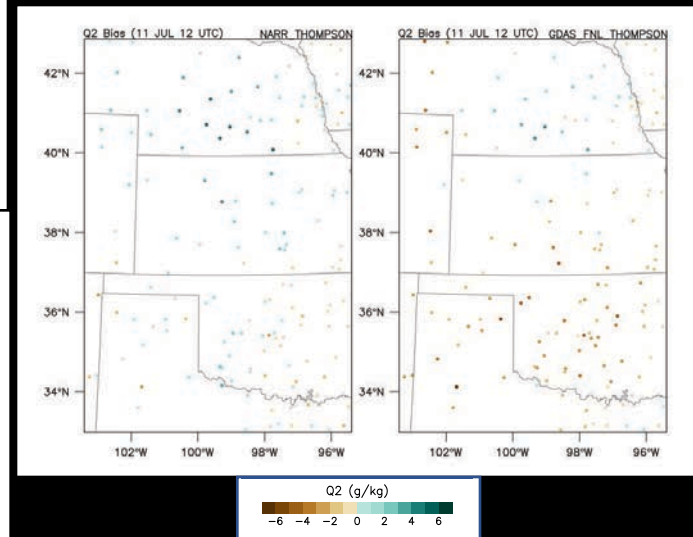 Q2 Bias (11 JUL 12 UTC) NARR_THOMPSON
Q2 Bias (11 JUL 12 UTC) GDAS_FNL_THOMPSON
42°N
42°N
40°N
40°N
38°N
38°N
36°N
36°N
34°N
34°N
102°W 100°W 98°W 96°W
102°W 100°W 98°W 96°W
Q2 (g/kg)
-6 -4 -2 0 2 4 6